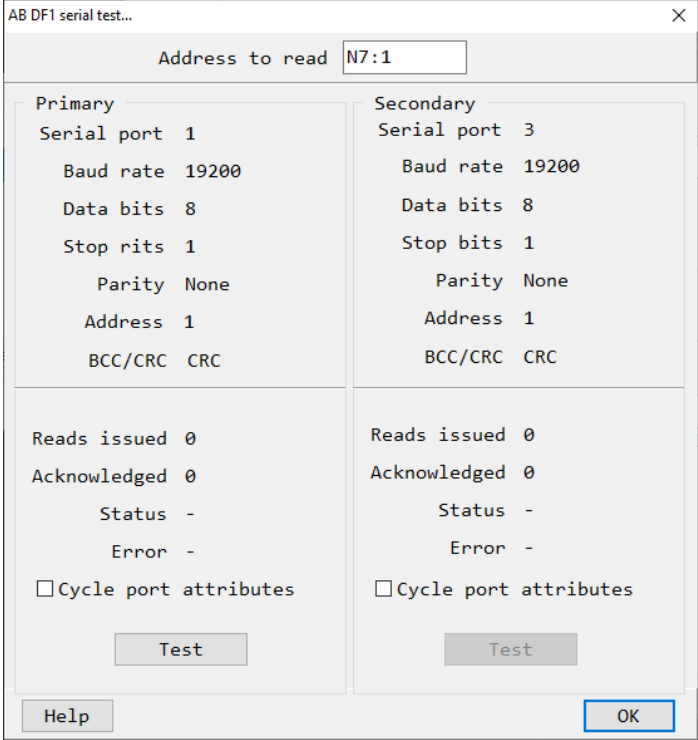 AB DF1 serial test...
Address to read N7:1
Primary
Serial port 1
Baud rate 19200
Data bits 8
Stop rits 1
Parity None
Address 1
BCC/CRC CRC
Reads issued 0
Acknowledged 0
Status -
Error -
Cycle port attributes
Test
Secondary
Serial port 3
Baud rate 19200
Data bits 8
Stop bits 1
Parity None
Address 1
BCC/CRC CRC
Reads issued 0
Acknowledged 0
Status -
Error -
Cycle port attributes
Test
Help
OK